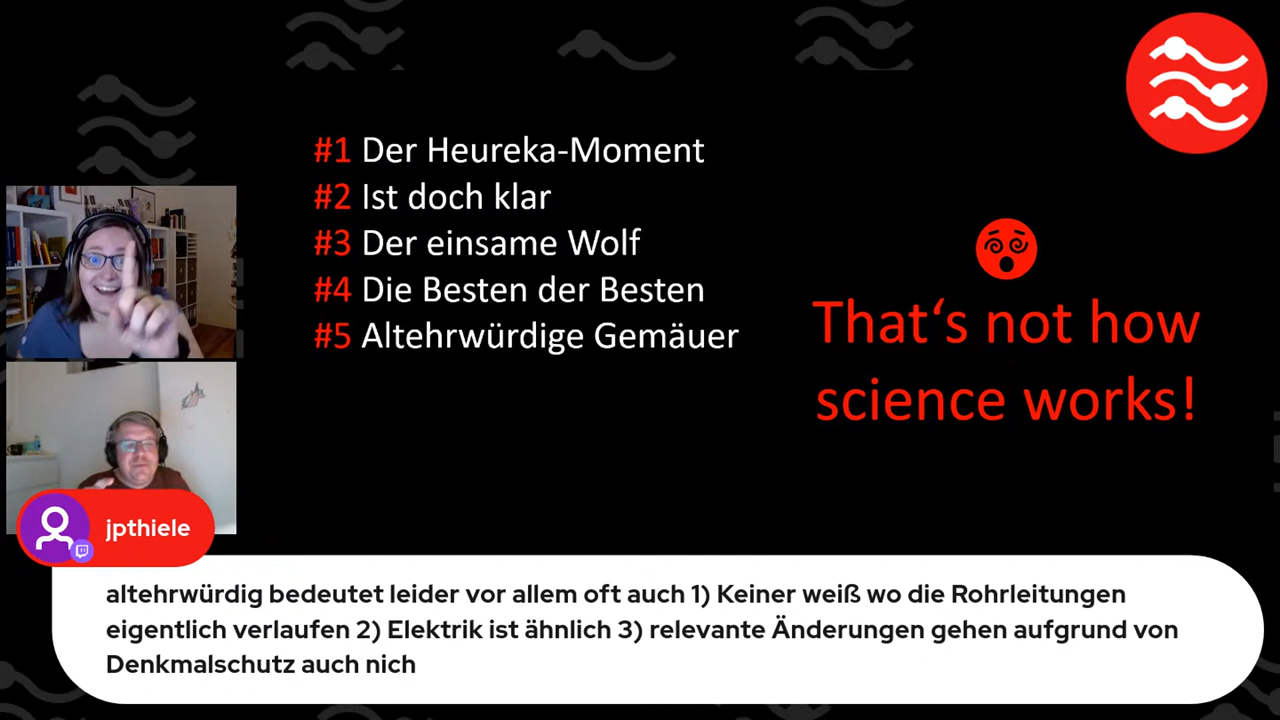 #1 Der Heureka-Moment
#2 Ist doch klar
#3 Der einsame Wolf
#4 Die Besten der Besten
#5 Altehrwürdige Gemäuer
That‘s not how
science works!
jpthiele
altehrwürdig bedeutet leider vor allem oft auch 1) Keiner weiß wo die Rohrleitungen
eigentlich verlaufen 2) Elektrik ist ähnlich 3) relevante Änderungen gehen aufgrund von
Denkmalschutz auch nich